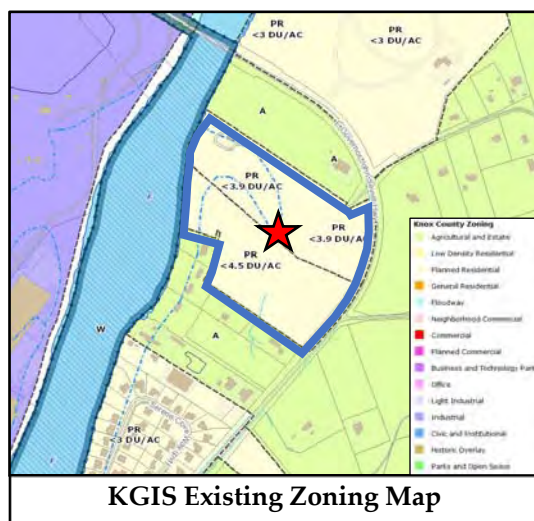 PR
<3 DU/AC
PR
<3 DU/AC
A
A
PR
<3.9 DU/AC
PR
<3.9 DU/AC
PR
<4.5 DU/AC
W
A
PR
<3 DU/AC
Knox County Zoning
Agricultural and Estate
Low Density Residential
Planned Residential
General Residential
Floodway
Neighborhood Commercial
Commercial
Planned Commercial
Business and Technology Park
Office
Light Industrial
Industrial
Civic and Institutional
Historic Overlay
Parks and Open Space
KGIS Existing Zoning Map